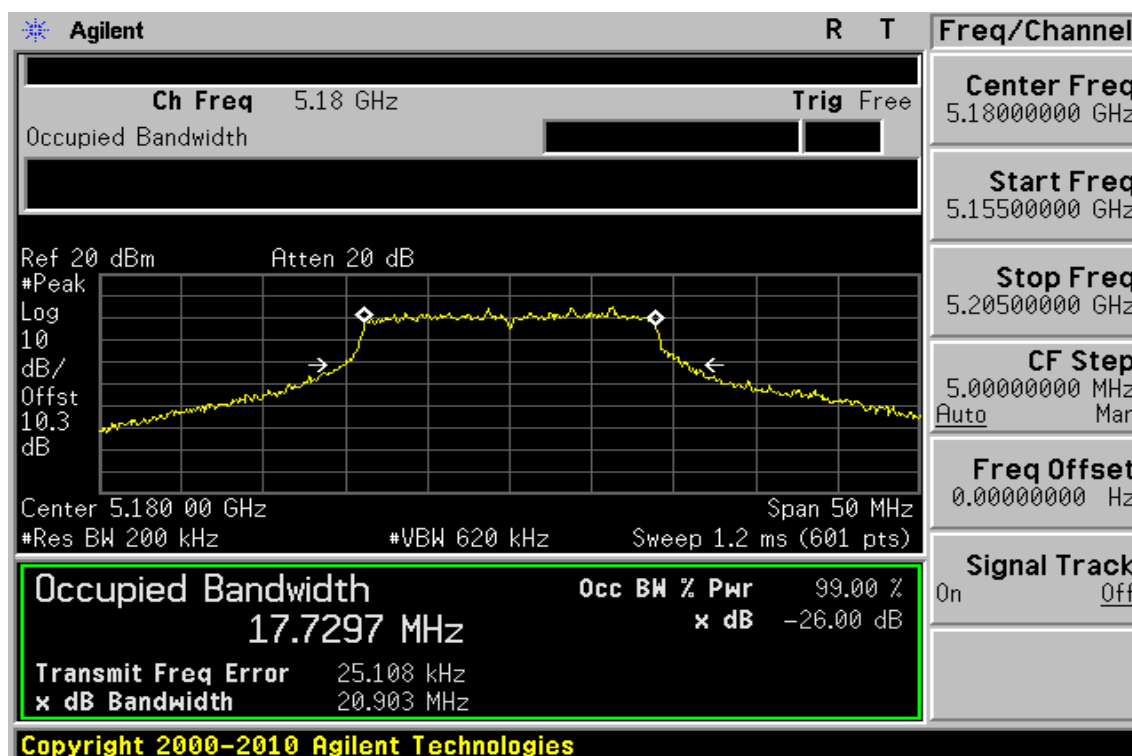 Agilent R T
Freq/Channel
Ch Freq 5.18 GHz Trig Free
Occupied Bandwidth
Center Freq
5.18000000 GHz
Start Freq
5.15500000 GHz
Stop Freq
5.20500000 GHz
CF Step
5.00000000 MHz
Auto Man
Freq Offset
0.00000000 Hz
Signal Track
On Off
Ref 20 dBm Atten 20 dB
#Peak
Log
10
dB/
Offst
10.3
dB
Center 5.180 00 GHz Span 50 MHz
#Res BW 200 kHz #VBW 620 kHz Sweep 1.2 ms (601 pts)
Occupied Bandwidth Occ BW % Pwr 99.00 %
17.7297 MHz x dB -26.00 dB
Transmit Freq Error 25.108 kHz
x dB Bandwidth 20.903 MHz
Copyright 2000-2010 Agilent Technologies